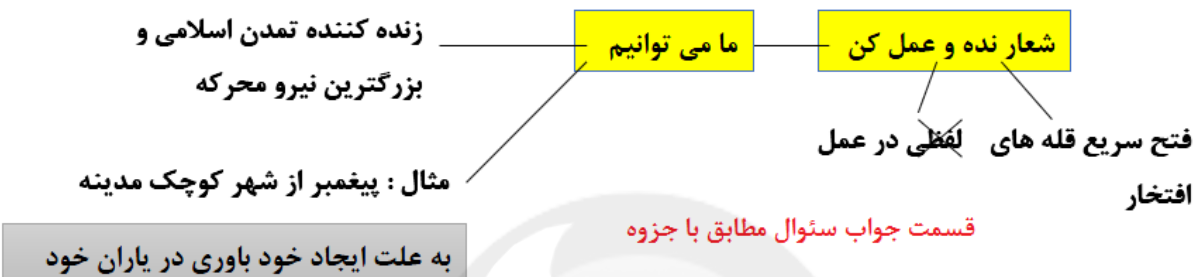 شعار نده و عمل کن
ما می توانیم
زنده کننده تمدن اسلامی و
بزرگترین نیرو محرکه
فتح سریع قله های
افتخار
لفظی در عمل
مثال : پیغمبر از شهر کوچک مدینه
قسمت جواب سئوال مطابق با جزوه
به علت ایجاد خود باوری در یاران خود